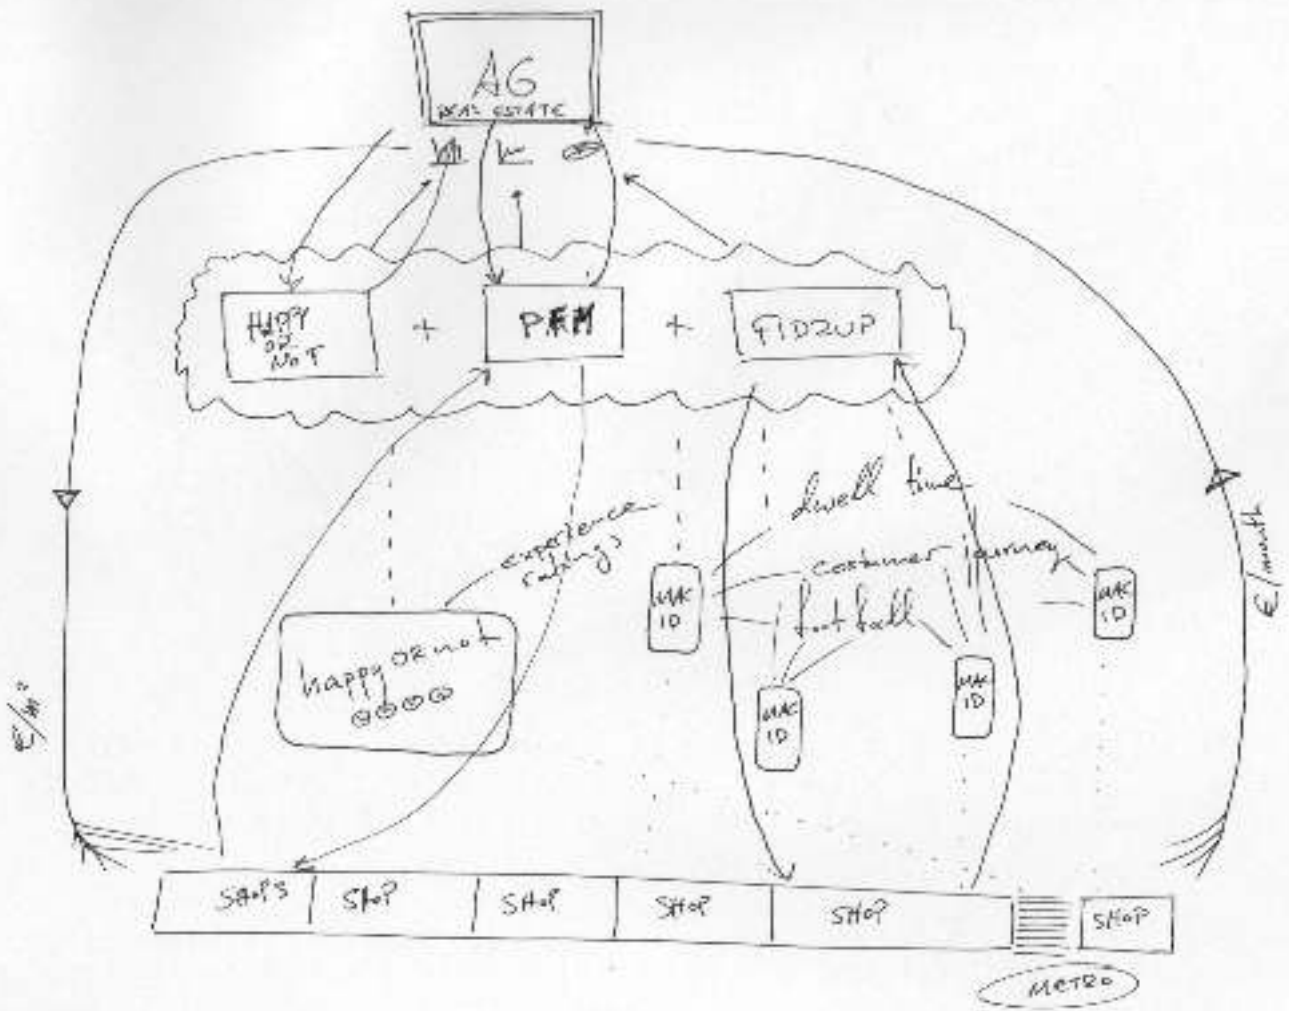 AG
REAL ESTATE
HAPPY
OR
NOT
+
PFM
+
FIDZUP
dwell time
experience
ratings
costumer journey
foot fall
MAC
ID
MAC
ID
MAC
ID
MAC
ID
happy OR not
€/m²
€/month
SHOPS
SHOP
SHOP
SHOP
SHOP
SHOP
METRO